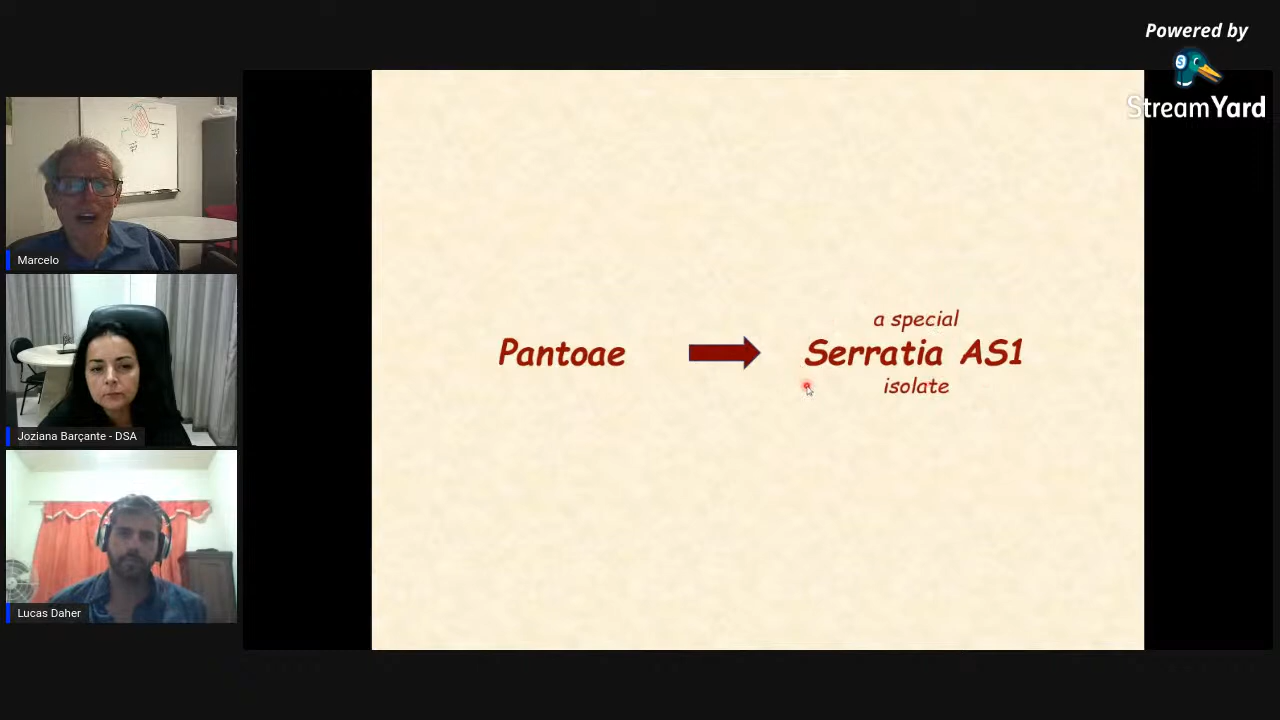 Powered by
StreamYard
Marcelo
Joziana Barçante - DSA
Lucas Daher
Pantoae
a special
Serratia AS1
isolate